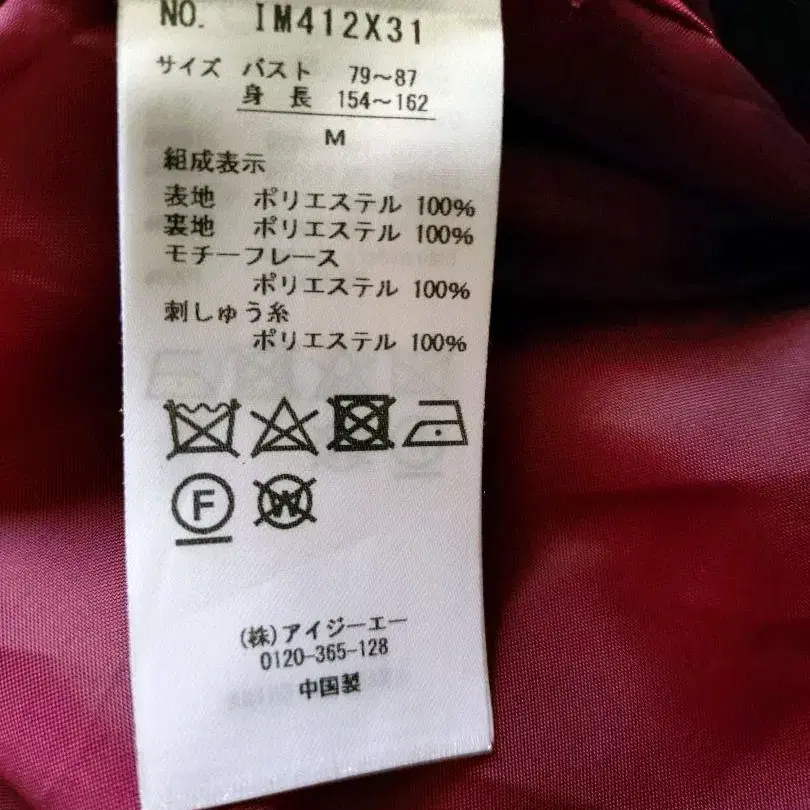 NO. IM412X31
サイズ バスト 79〜87
身 長 154〜162
M
組成表示
表地 ポリエステル 100%
裏地 ポリエステル 100%
モチーフレース
ポリエステル 100%
刺しゅう糸
ポリエステル 100%
F W
(株)アイジーエー
0120-365-128
中国製